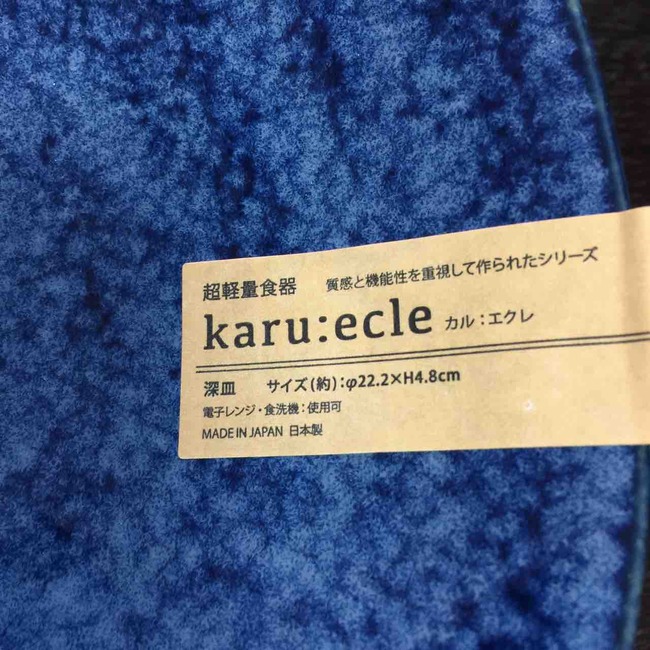 超軽量食器　質感と機能性を重視して作られたシリーズ
karu:ecle カル：エクレ
深皿　サイズ(約)：φ22.2×H4.8cm
電子レンジ・食洗機：使用可
MADE IN JAPAN 日本製